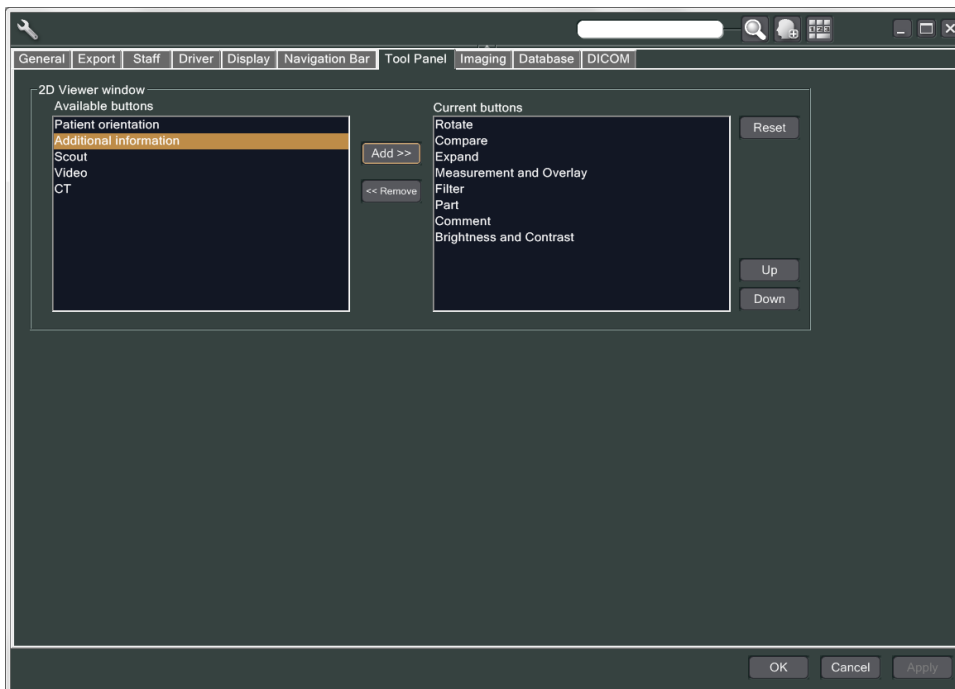 General Export Staff Driver Display Navigation Bar Tool Panel Imaging Database DICOM
2D Viewer window
Available buttons
Patient orientation
Additional information
Scout
Video
CT
Add >>
<< Remove
Current buttons
Rotate
Compare
Expand
Measurement and Overlay
Filter
Part
Comment
Brightness and Contrast
Reset
Up
Down
OK Cancel Apply